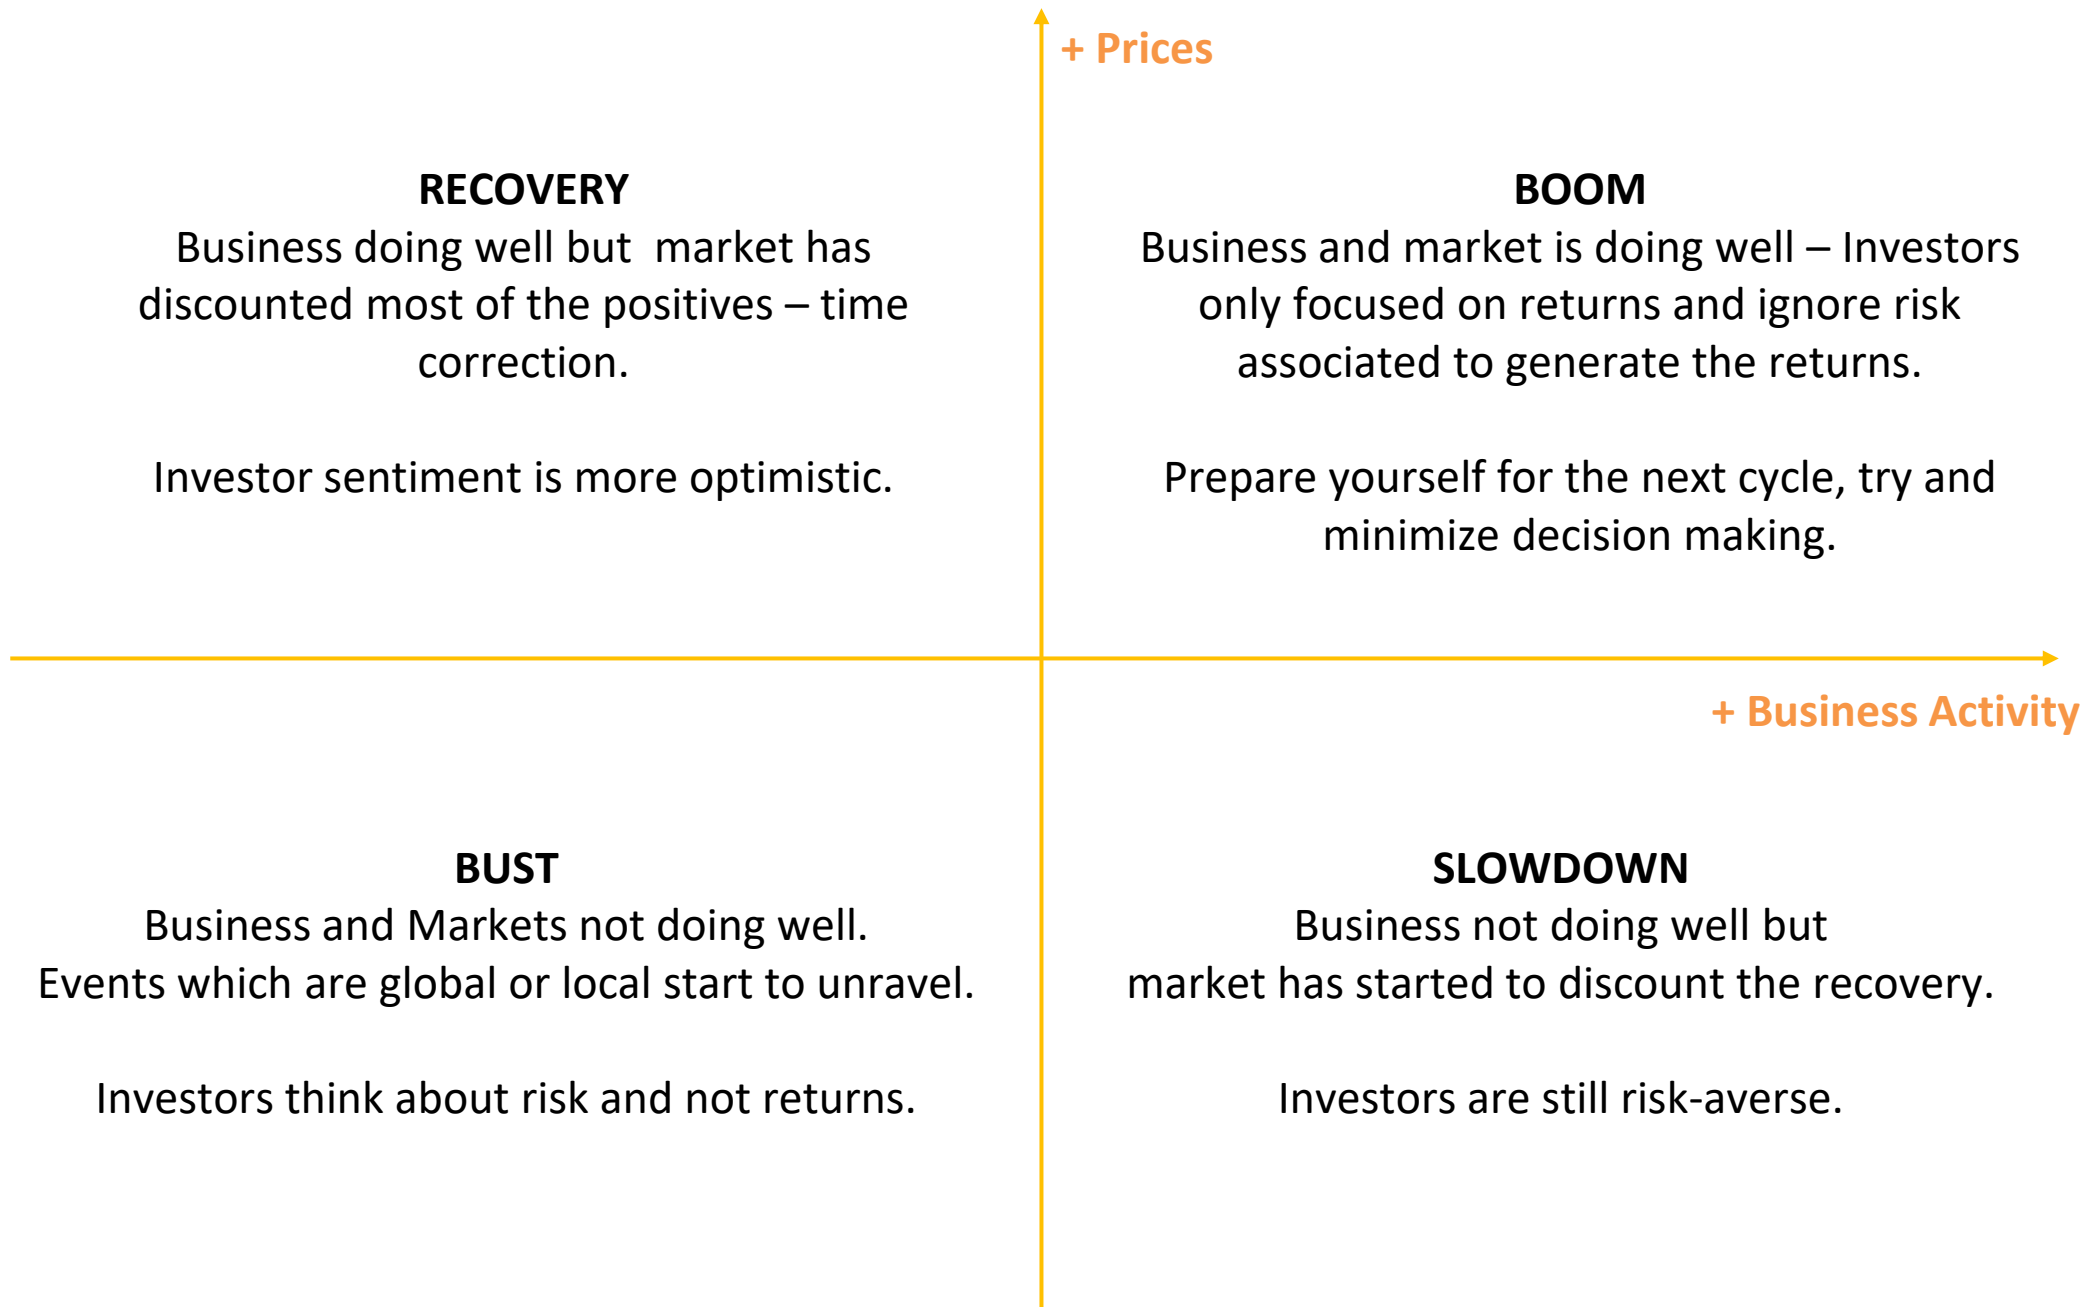 + Prices
RECOVERY
Business doing well but  market has
discounted most of the positives – time
correction.
Investor sentiment is more optimistic.
BOOM
Business and market is doing well – Investors
only focused on returns and ignore risk
associated to generate the returns.
Prepare yourself for the next cycle, try and
minimize decision making.
+ Business Activity
BUST
Business and Markets not doing well.
Events which are global or local start to unravel.
Investors think about risk and not returns.
SLOWDOWN
Business not doing well but
market has started to discount the recovery.
Investors are still risk-averse.